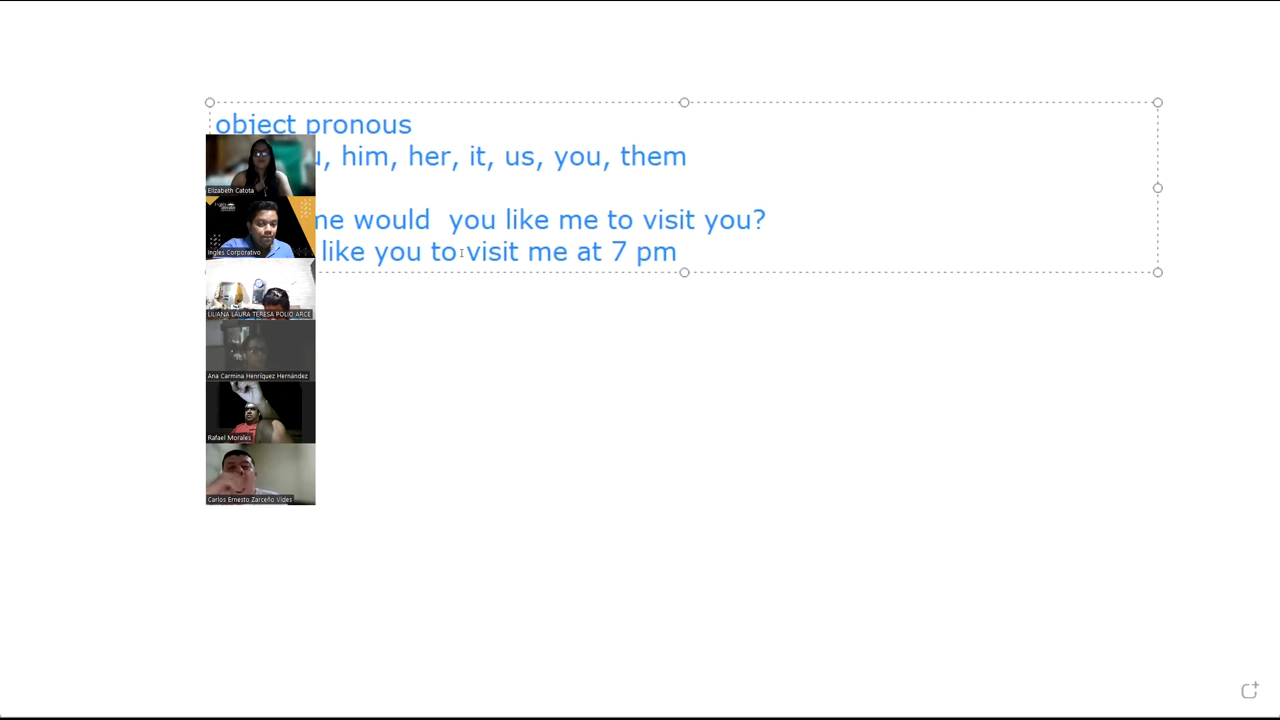 object pronous
him, her, it, us, you, them
would you like me to visit you?
like you to visit me at 7 pm
Elizabeth Catota
Ingles Corporativo
LILIANA LAURA TERESA POLIO ARCE
Ana Carmina Henríquez Hernández
Rafael Morales
Carlos Ernesto Zarceño Vides